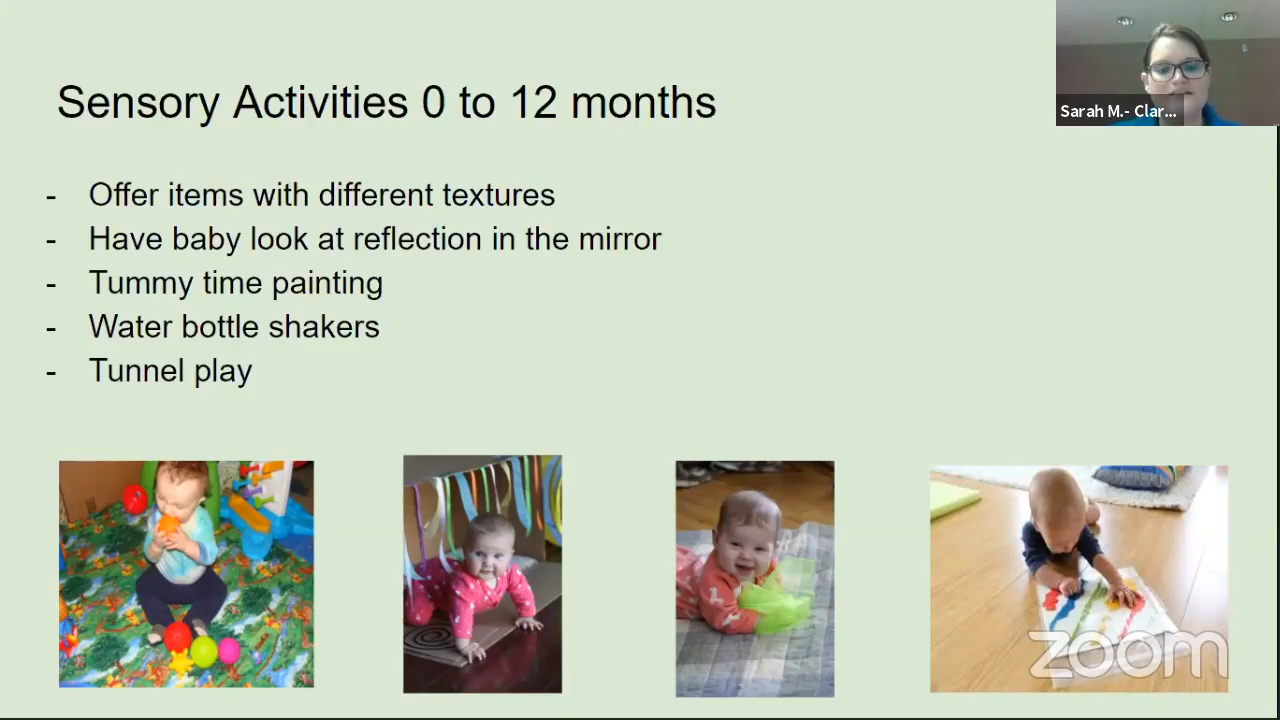 Sensory Activities 0 to 12 months
Sarah M.- Clar...
- Offer items with different textures
- Have baby look at reflection in the mirror
- Tummy time painting
- Water bottle shakers
- Tunnel play
zoom